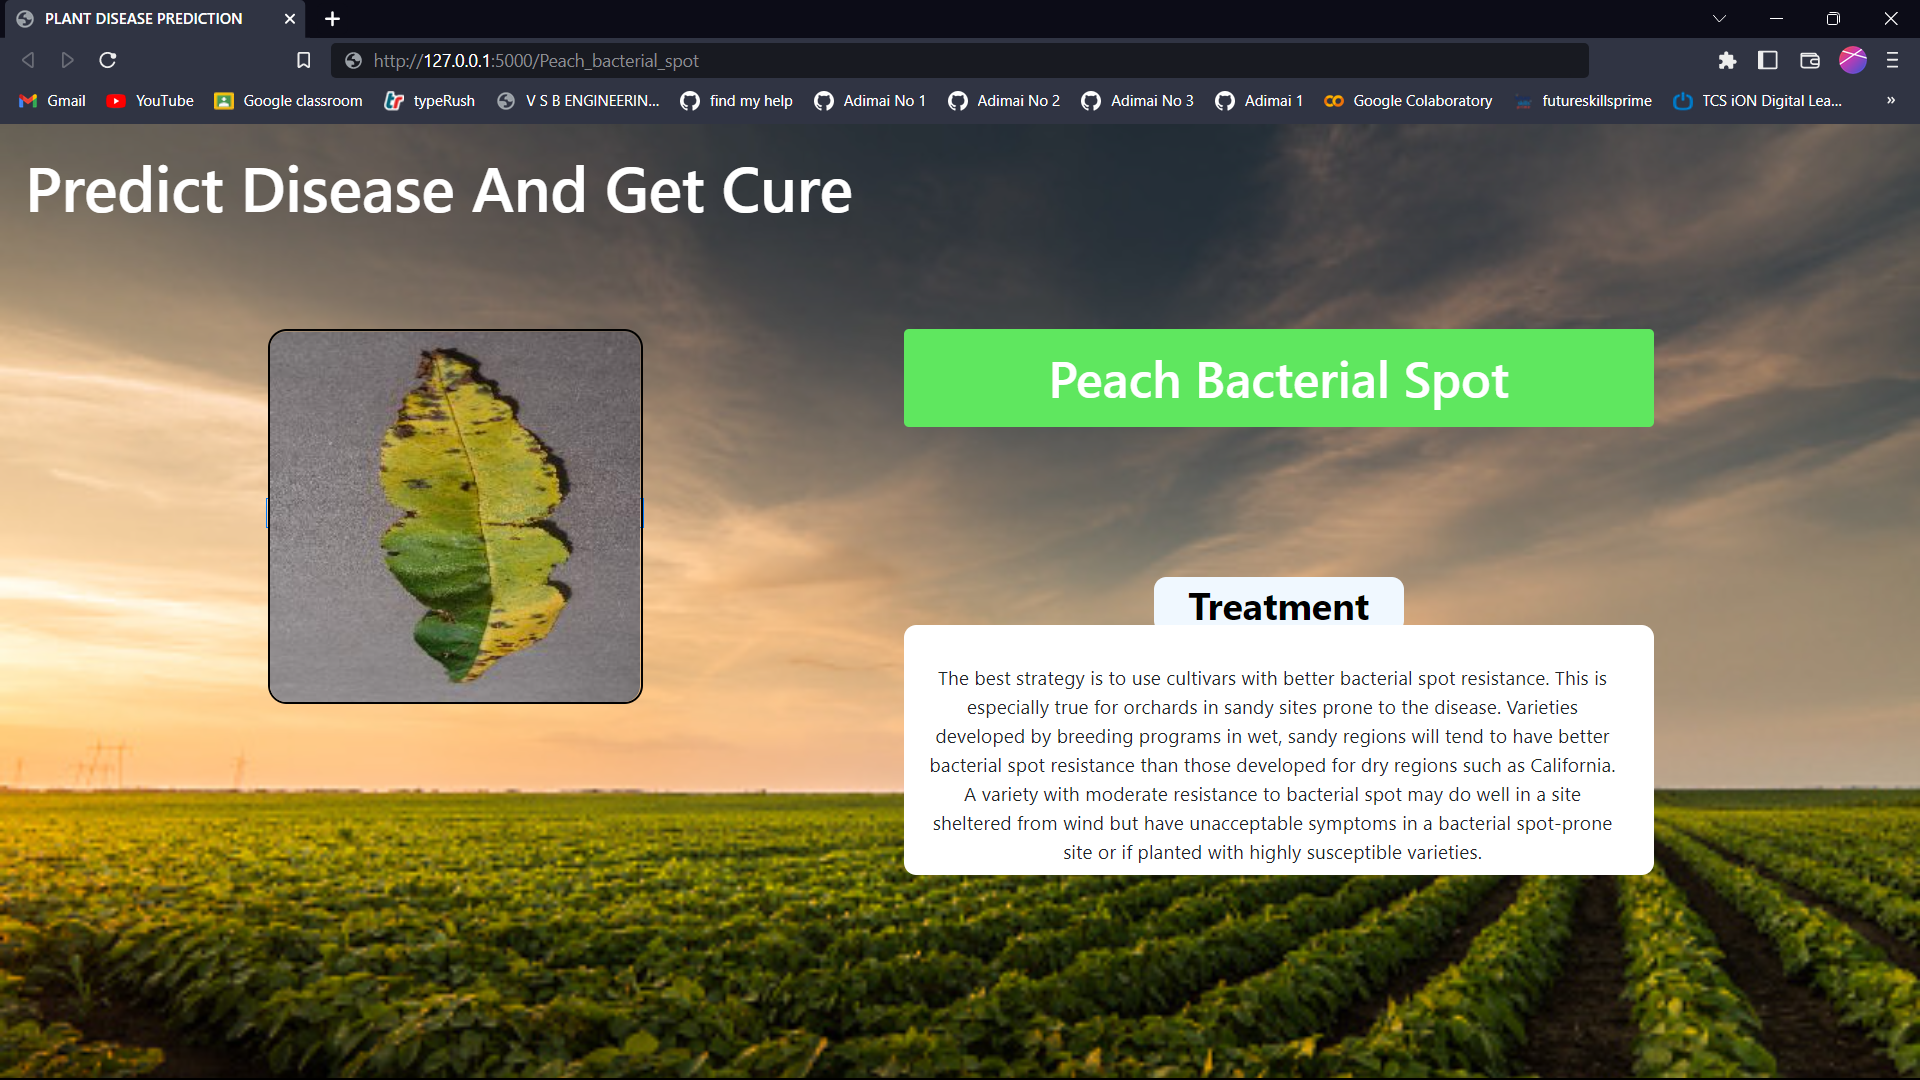 PLANT DISEASE PREDICTION
http://127.0.0.1:5000/Peach_bacterial_spot
Gmail YouTube Google classroom typeRush V S B ENGINEERIN... find my help Adimai No 1 Adimai No 2 Adimai No 3 Adimai 1 Google Colaboratory futureskillsprime TCS iON Digital Lea... »
Predict Disease And Get Cure
Peach Bacterial Spot
Treatment
The best strategy is to use cultivars with better bacterial spot resistance. This is
especially true for orchards in sandy sites prone to the disease. Varieties
developed by breeding programs in wet, sandy regions will tend to have better
bacterial spot resistance than those developed for dry regions such as California.
A variety with moderate resistance to bacterial spot may do well in a site
sheltered from wind but have unacceptable symptoms in a bacterial spot-prone
site or if planted with highly susceptible varieties.